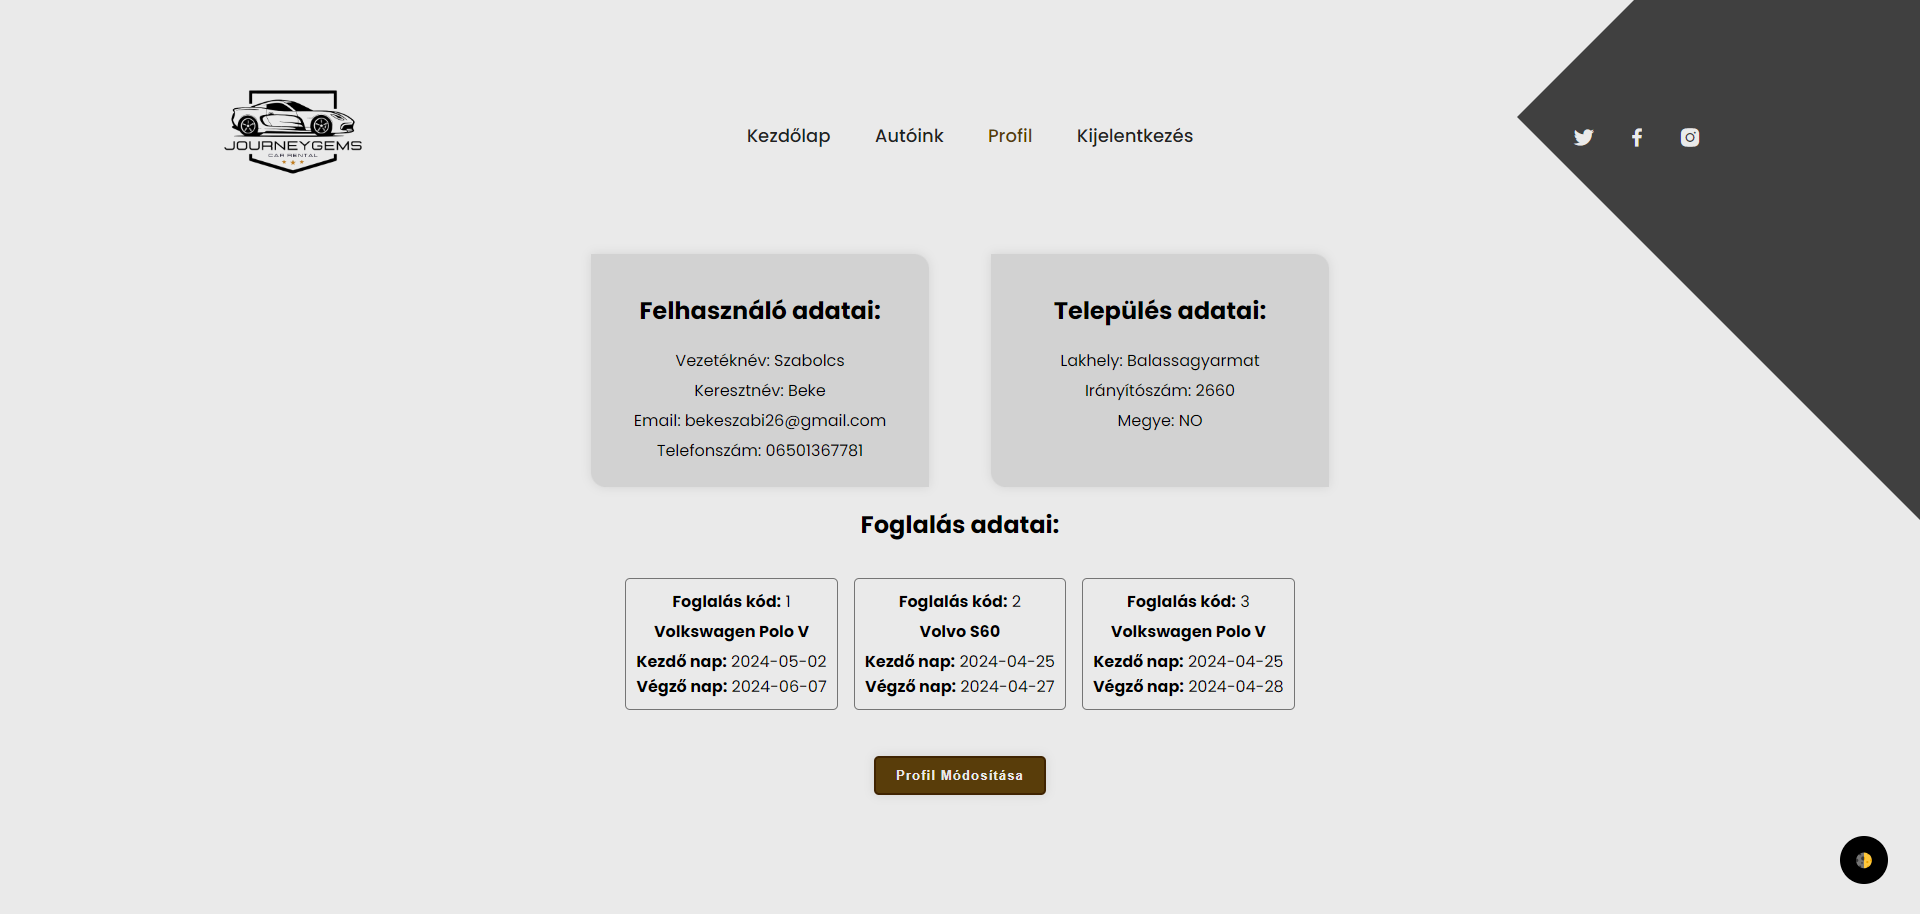 JOURNEYGEMS
CAR RENTAL
Kezdőlap
Autóink
Profil
Kijelentkezés
Felhasználó adatai:
Vezetéknév: Szabolcs
Keresztnév: Beke
Email: bekeszabi26@gmail.com
Telefonszám: 06501367781
Település adatai:
Lakhely: Balassagyarmat
Irányítószám: 2660
Megye: NO
Foglalás adatai:
Foglalás kód: 1
Volkswagen Polo V
Kezdő nap: 2024-05-02
Végző nap: 2024-06-07
Foglalás kód: 2
Volvo S60
Kezdő nap: 2024-04-25
Végző nap: 2024-04-27
Foglalás kód: 3
Volkswagen Polo V
Kezdő nap: 2024-04-25
Végző nap: 2024-04-28
Profil Módosítása